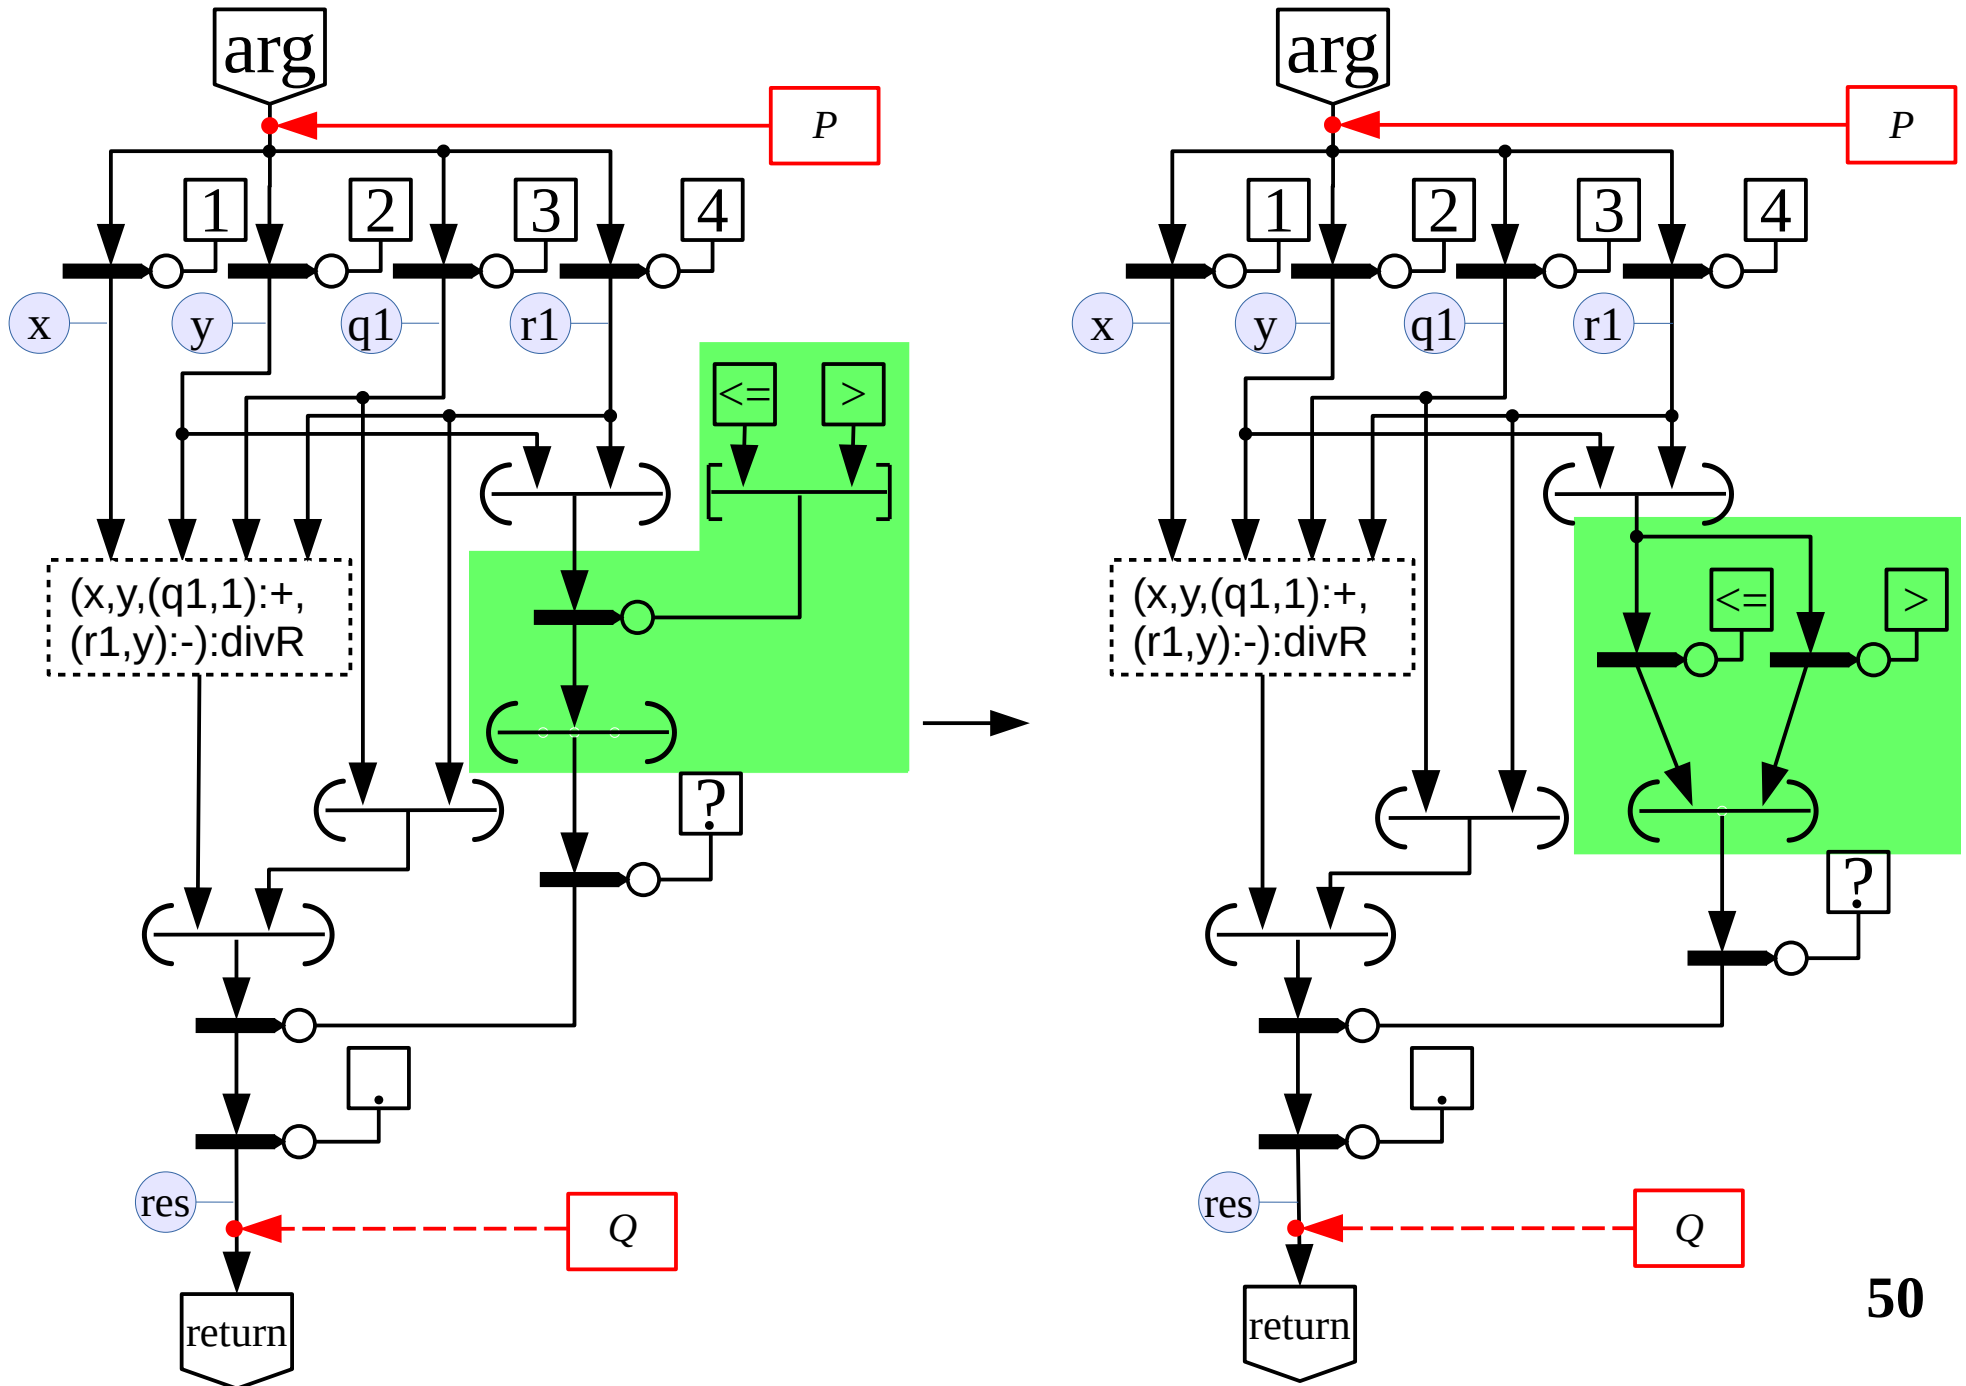 arg
P
1
2
3
4
x
y
q1
r1
<=
>
(x,y,(q1,1):+,
(r1,y):-):divR
?
.
res
Q
return
arg
P
1
2
3
4
x
y
q1
r1
(x,y,(q1,1):+,
(r1,y):-):divR
<=
>
?
.
res
Q
return
50